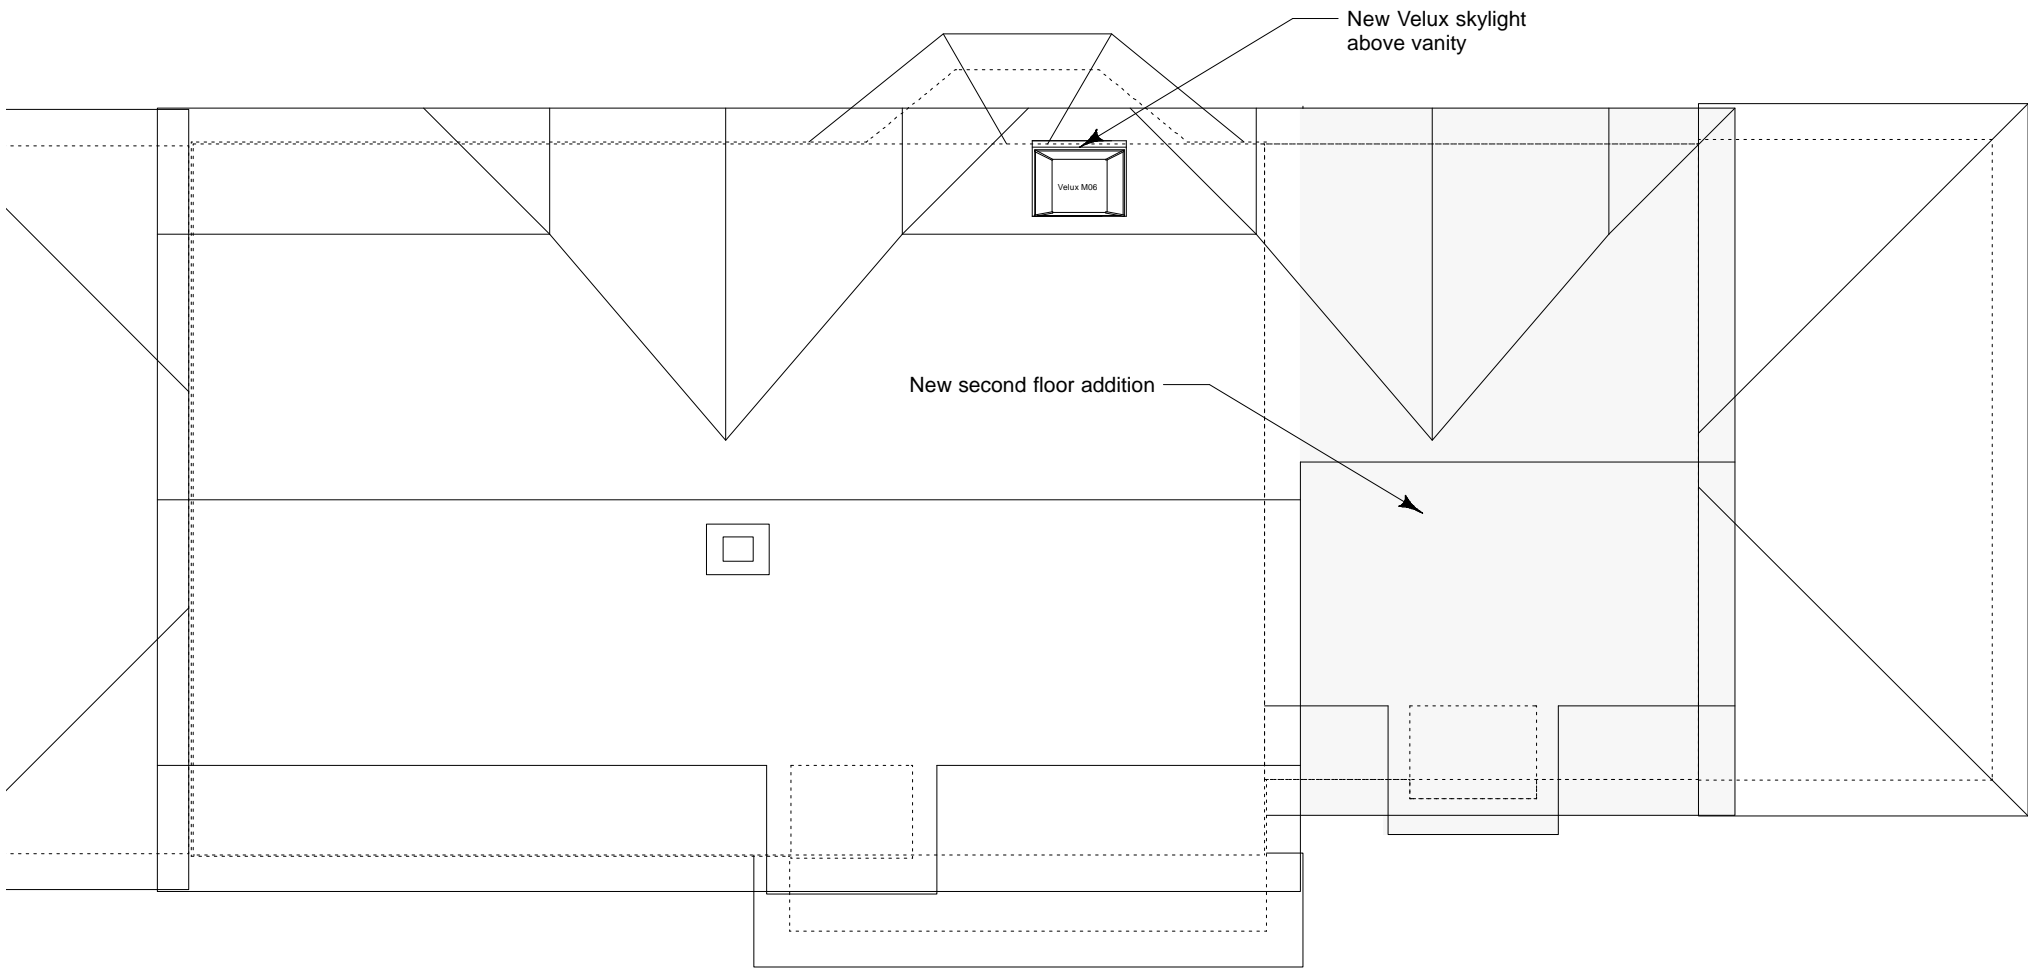 New Velux skylight
above vanity
Velux M06
New second floor addition